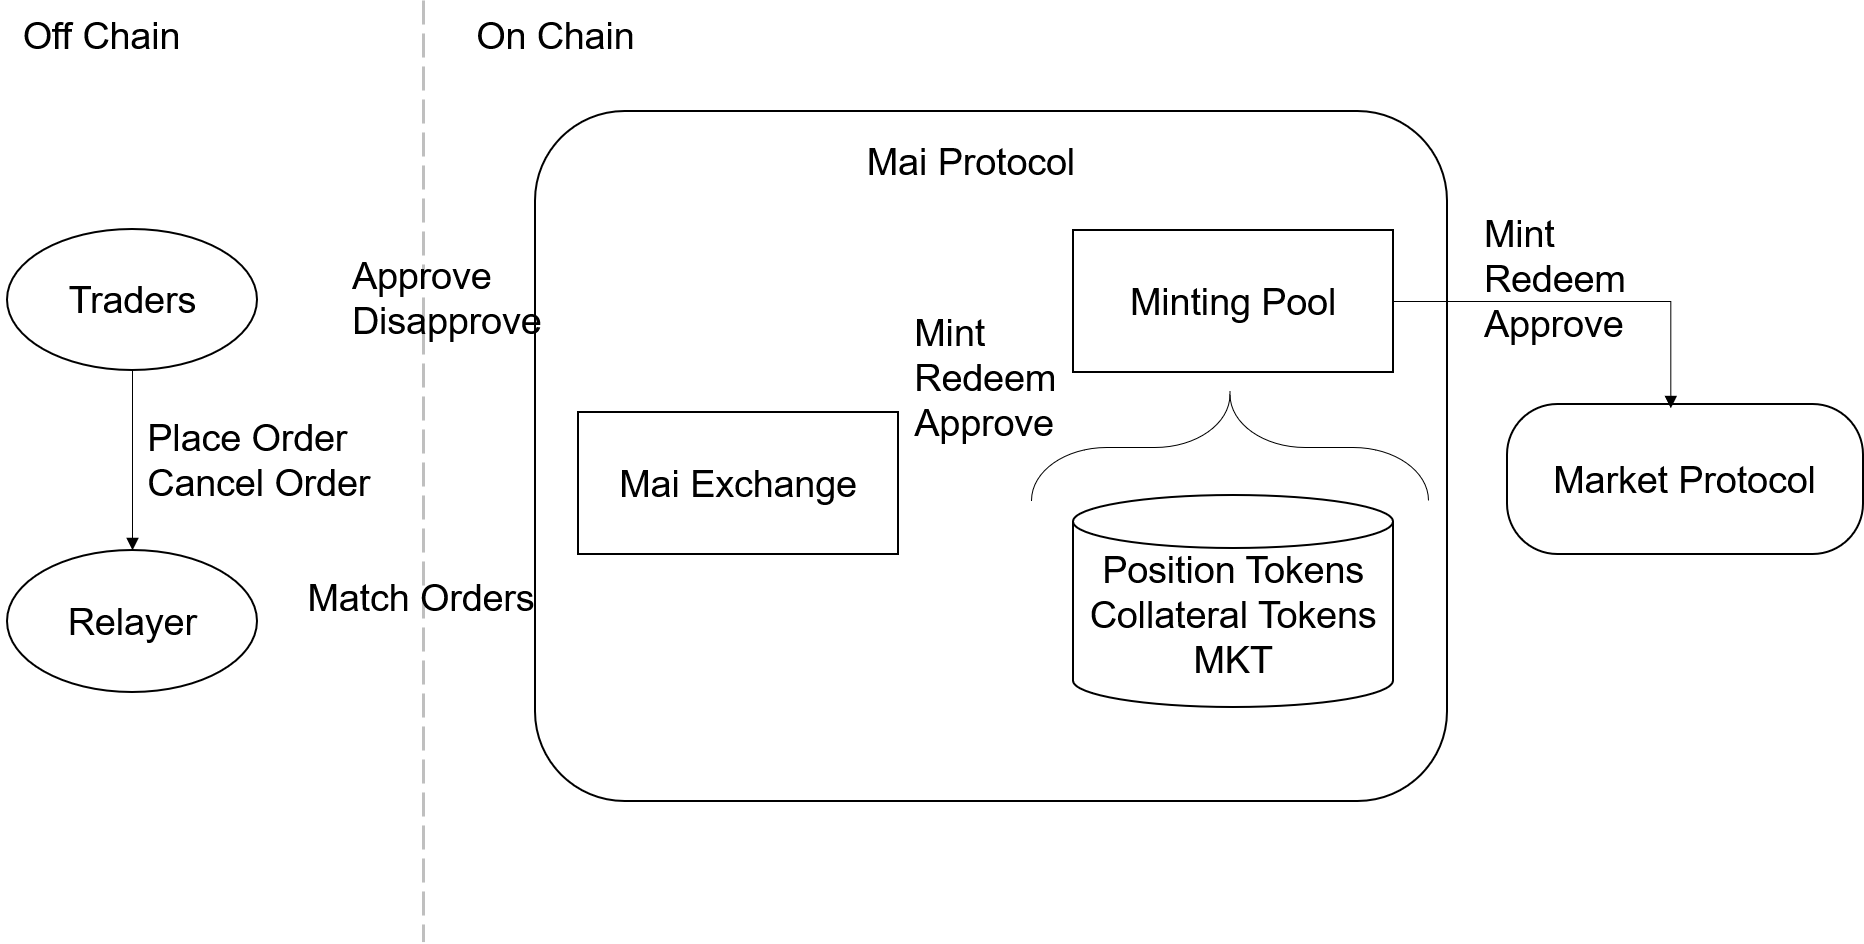 Off Chain
On Chain
Mai Protocol
Traders
Approve
Disapprove
Place Order
Cancel Order
Relayer
Match Orders
Mai Exchange
Mint
Redeem
Approve
Minting Pool
Position Tokens
Collateral Tokens
MKT
Mint
Redeem
Approve
Market Protocol